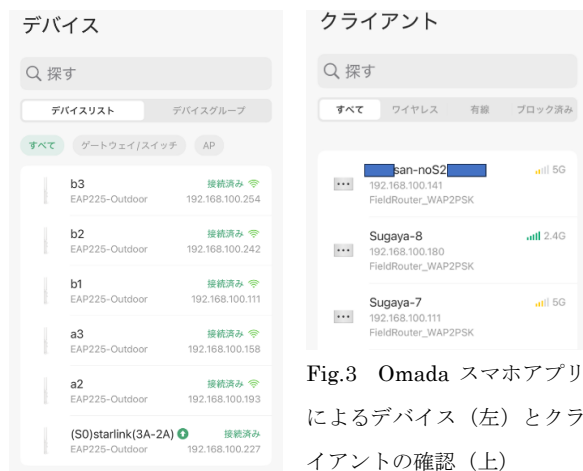 デバイス
探す
デバイスリスト
デバイスグループ
すべて
ゲートウェイ/スイッチ
AP
b3
接続済み
EAP225-Outdoor
192.168.100.254
b2
接続済み
EAP225-Outdoor
192.168.100.242
b1
接続済み
EAP225-Outdoor
192.168.100.111
a3
接続済み
EAP225-Outdoor
192.168.100.158
a2
接続済み
EAP225-Outdoor
192.168.100.193
(S0)starlink(3A-2A)
接続済み
EAP225-Outdoor
192.168.100.227
クライアント
探す
すべて
ワイヤレス
有線
ブロック済み
san-noS2
5G
192.168.100.141
FieldRouter_WAP2PSK
Sugaya-8
2.4G
192.168.100.180
FieldRouter_WAP2PSK
Sugaya-7
5G
192.168.100.111
FieldRouter_WAP2PSK
Fig.3 Omada スマホアプリ
によるデバイス（左）とクラ
イアントの確認（上）